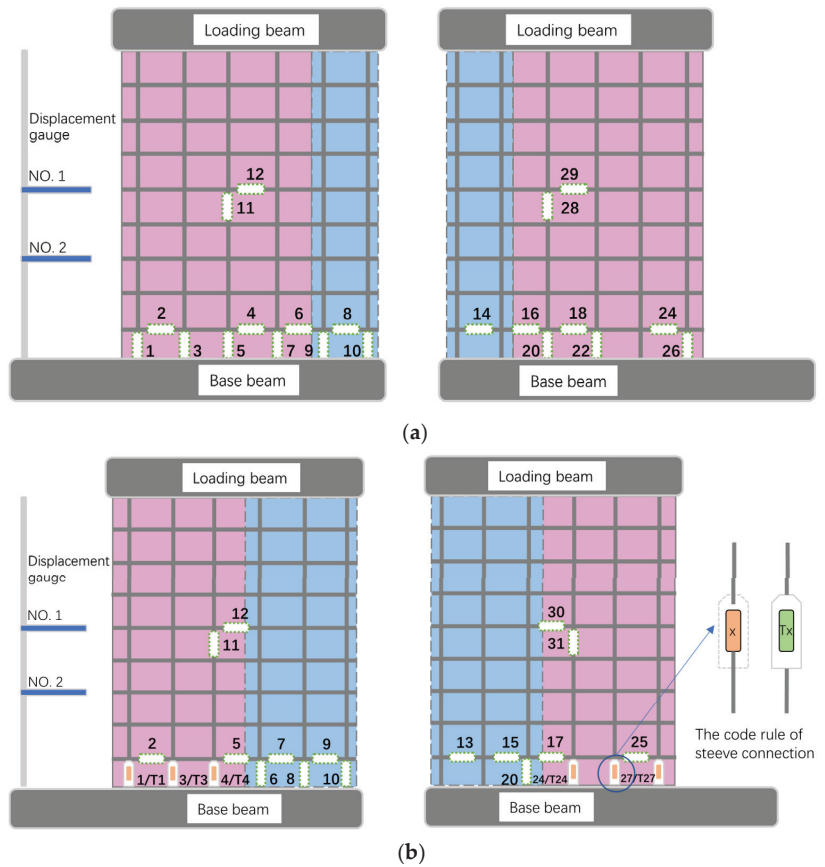 Loading beam
Loading beam
Displacement
gauge
NO. 1
12
29
11
28
NO. 2
2
4
6
8
14
16
18
24
1
3
5
7
9
10
20
22
26
Base beam
Base beam
(a)
Loading beam
Loading beam
Displacement
gauge
NO. 1
12
30
11
31
x
Tx
NO. 2
The code rule of
steeve connection
2
5
7
9
13
15
17
25
1/T1
3/T3
4/T4
6
8
10
20
24/T24
27/T27
Base beam
Base beam
(b)